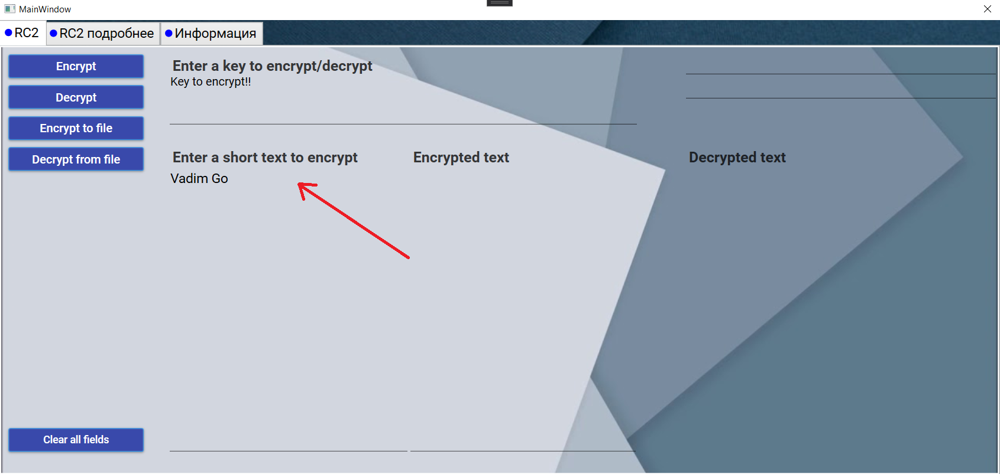 MainWindow
RC2
RC2 подробнее
Информация
Encrypt
Decrypt
Encrypt to file
Decrypt from file
Clear all fields
Enter a key to encrypt/decrypt
Key to encrypt!!
Enter a short text to encrypt
Vadim Go
Encrypted text
Decrypted text